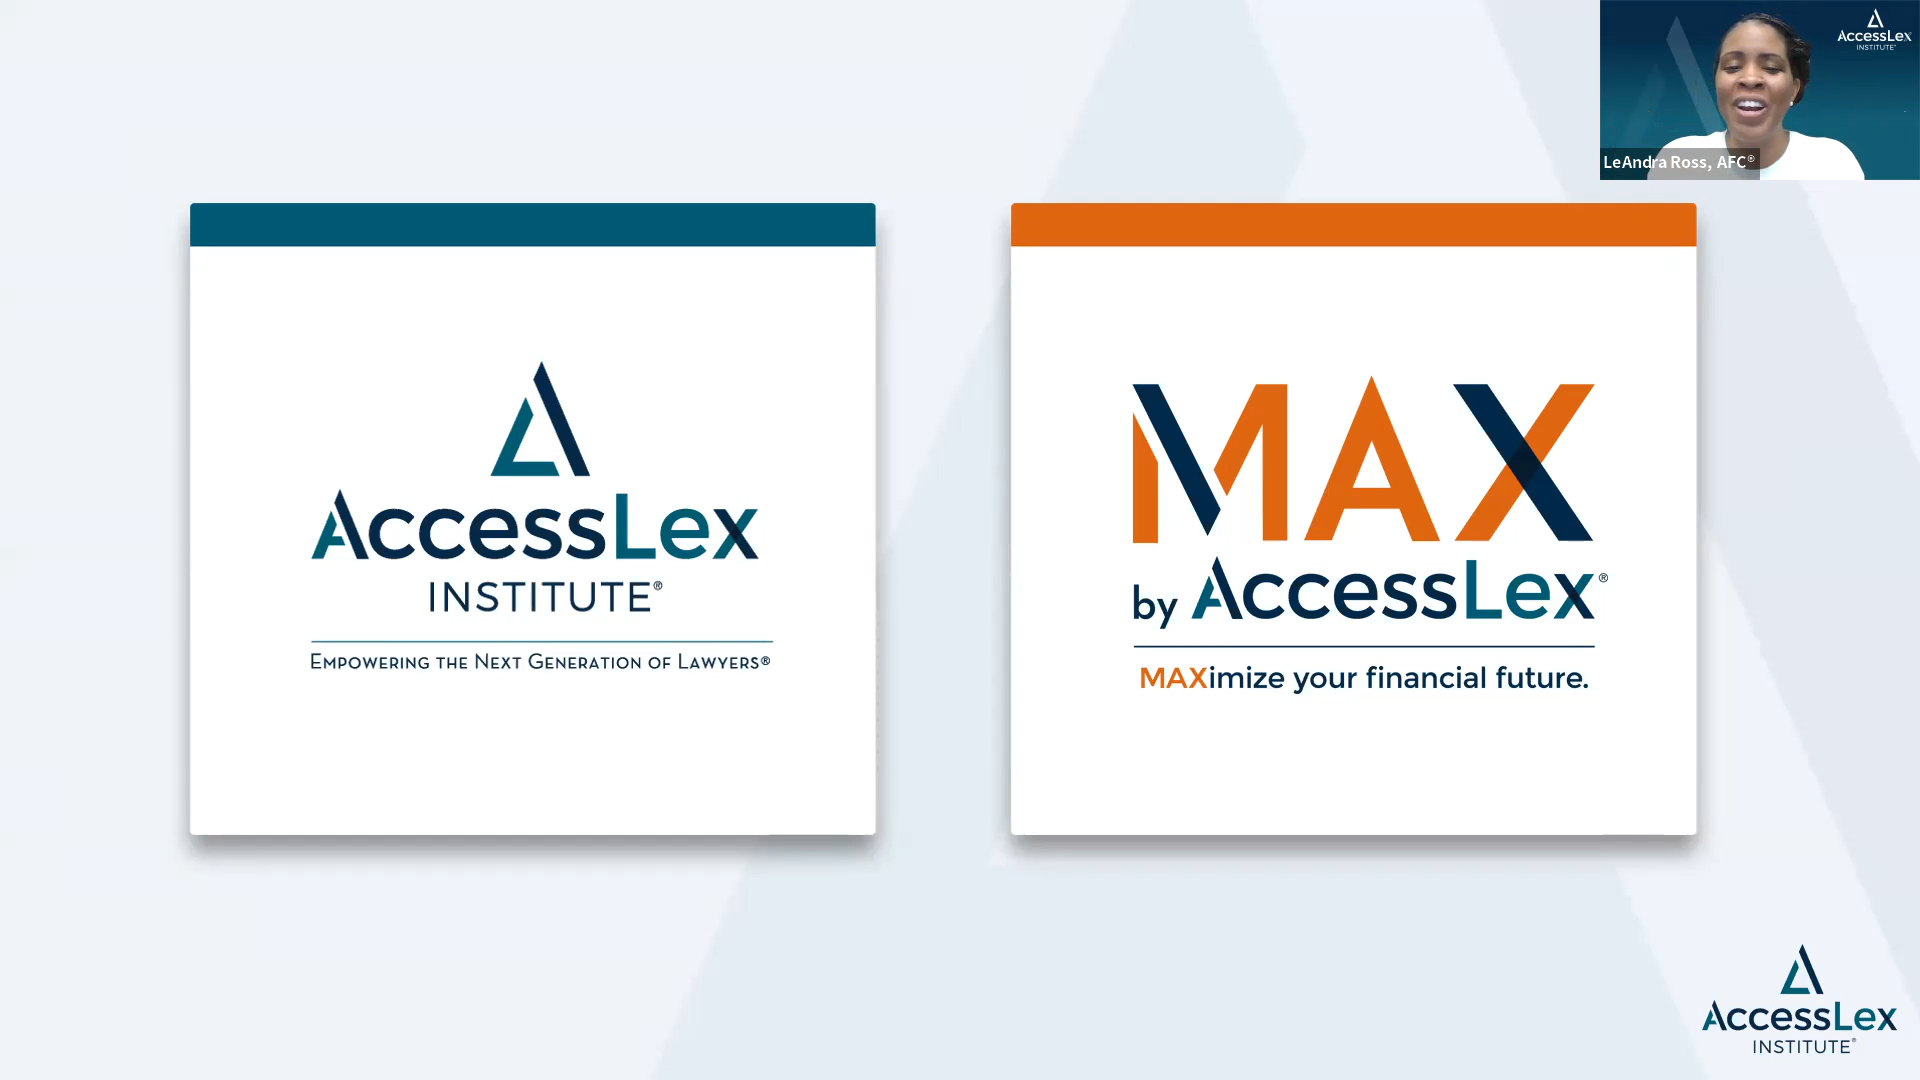 AccessLex
INSTITUTE®
LeAndra Ross, AFC®
AccessLex
INSTITUTE®
EMPOWERING THE NEXT GENERATION OF LAWYERS®
MAX
by AccessLex®
MAXimize your financial future.
AccessLex
INSTITUTE®